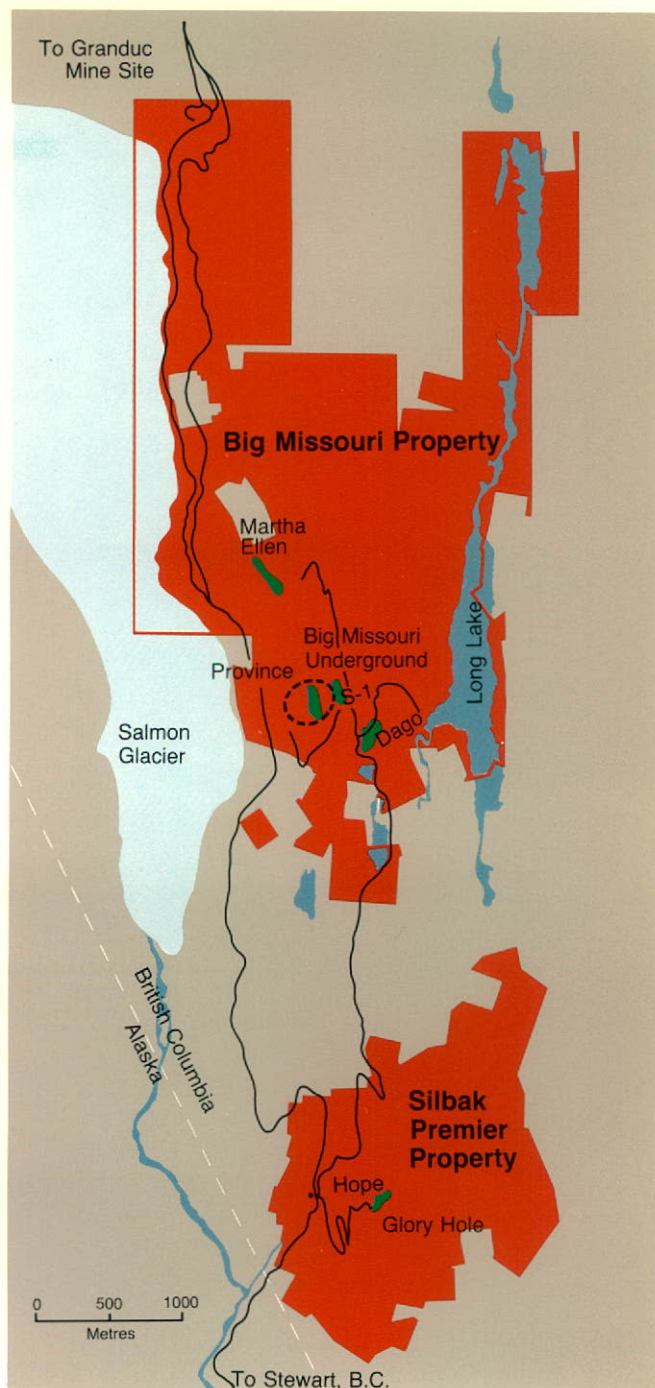 To Granduc
Mine Site
Big Missouri Property
Martha
Ellen
Big Missouri
Underground
Province
S-1
Dago
Long Lake
Salmon
Glacier
British Columbia
Alaska
Silbak
Premier
Property
Hope
Glory Hole
0 500 1000
Metres
To Stewart, B.C.